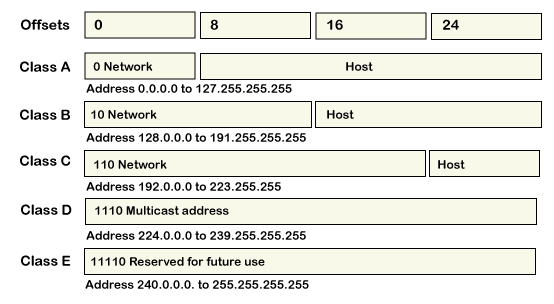 Offsets 0 8 16 24
Class A 0 Network Host
Address 0.0.0.0 to 127.255.255.255
Class B 10 Network Host
Address 128.0.0.0 to 191.255.255.255
Class C 110 Network Host
Address 192.0.0.0 to 223.255.255
Class D 1110 Multicast address
Address 224.0.0.0 to 239.255.255.255
Class E 11110 Reserved for future use
Address 240.0.0.0. to 255.255.255.255